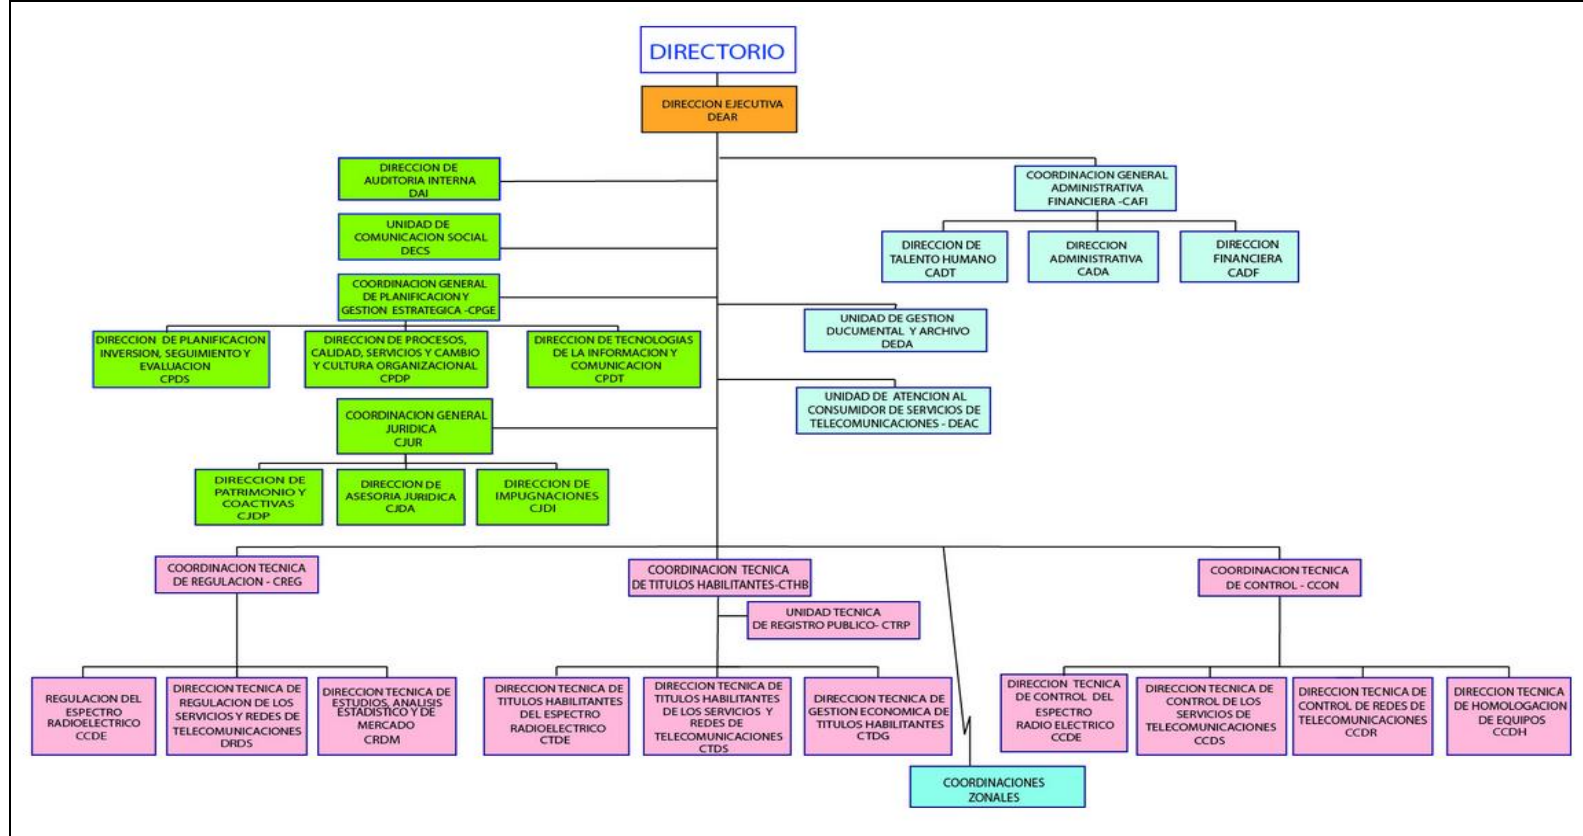 DIRECTORIO
DIRECCION EJECUTIVA
DEAR
DIRECCION DE
AUDITORIA INTERNA
DAI
UNIDAD DE
COMUNICACION SOCIAL
DECS
COORDINACION GENERAL
DE PLANIFICACION Y
GESTION ESTRATEGICA -CPGE
DIRECCION DE PLANIFICACION
INVERSION, SEGUIMIENTO Y
EVALUACION
CPDS
DIRECCION DE PROCESOS,
CALIDAD, SERVICIOS Y CAMBIO
Y CULTURA ORGANIZACIONAL
CPDP
DIRECCION DE TECNOLOGIAS
DE LA INFORMACION Y
COMUNICACION
CPDT
COORDINACION GENERAL
JURIDICA
CJUR
DIRECCION DE
PATRIMONIO Y
COACTIVAS
CJDP
DIRECCION DE
ASESORIA JURIDICA
CJDA
DIRECCION DE
IMPUGNACIONES
CJDI
COORDINACION GENERAL
ADMINISTRATIVA
FINANCIERA -CAFI
DIRECCION DE
TALENTO HUMANO
CADT
DIRECCION
ADMINISTRATIVA
CADA
DIRECCION
FINANCIERA
CADF
UNIDAD DE GESTION
DUCUMENTAL Y ARCHIVO
DEDA
UNIDAD DE ATENCION AL
CONSUMIDOR DE SERVICIOS DE
TELECOMUNICACIONES - DEAC
COORDINACION TECNICA
DE REGULACION - CREG
REGULACION DEL
ESPECTRO
RADIOELECTRICO
CCDE
DIRECCION TECNICA DE
REGULACION DE LOS
SERVICIOS Y REDES DE
TELECOMUNICACIONES
DRDS
DIRECCION TECNICA DE
ESTUDIOS, ANALISIS
ESTADISTICO Y DE
MERCADO
CRDM
COORDINACION TECNICA
DE TITULOS HABILITANTES-CTHB
UNIDAD TECNICA
DE REGISTRO PUBLICO- CTRP
DIRECCION TECNICA DE
TITULOS HABILITANTES
DEL ESPECTRO
RADIOELECTRICO
CTDE
DIRECCION TECNICA DE
TITULOS HABILITANTES
DE LOS SERVICIOS Y
REDES DE
TELECOMUNICACIONES
CTDS
DIRECCION TECNICA DE
GESTION ECONOMICA DE
TITULOS HABILITANTES
CTDG
COORDINACION TECNICA
DE CONTROL - CCON
DIRECCION TECNICA
DE CONTROL DEL
ESPECTRO
RADIO ELECTRICO
CCDE
DIRECCION TECNICA DE
CONTROL DE LOS
SERVICIOS DE
TELECOMUNICACIONES
CCDS
DIRECCION TECNICA DE
CONTROL DE REDES DE
TELECOMUNICACIONES
CCDR
DIRECCION TECNICA
DE HOMOLOGACION
DE EQUIPOS
CCDH
COORDINACIONES
ZONALES